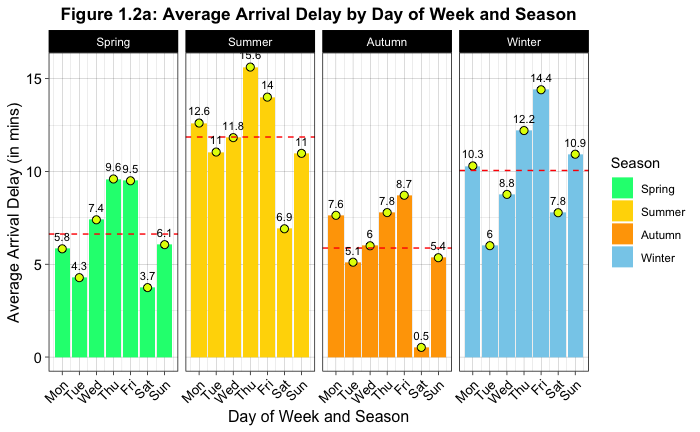 Figure 1.2a: Average Arrival Delay by Day of Week and Season
Spring Summer Autumn Winter
Average Arrival Delay (in mins)
15
10
5
0
5.8 4.3 7.4 9.6 9.5 3.7 6.1
12.6 11 11.8 15.6 14 6.9 11
7.6 5.1 6 7.8 8.7 0.5 5.4
10.3 6 8.8 12.2 14.4 7.8 10.9
Mon Tue Wed Thu Fri Sat Sun
Mon Tue Wed Thu Fri Sat Sun
Mon Tue Wed Thu Fri Sat Sun
Mon Tue Wed Thu Fri Sat Sun
Day of Week and Season
Season
Spring
Summer
Autumn
Winter